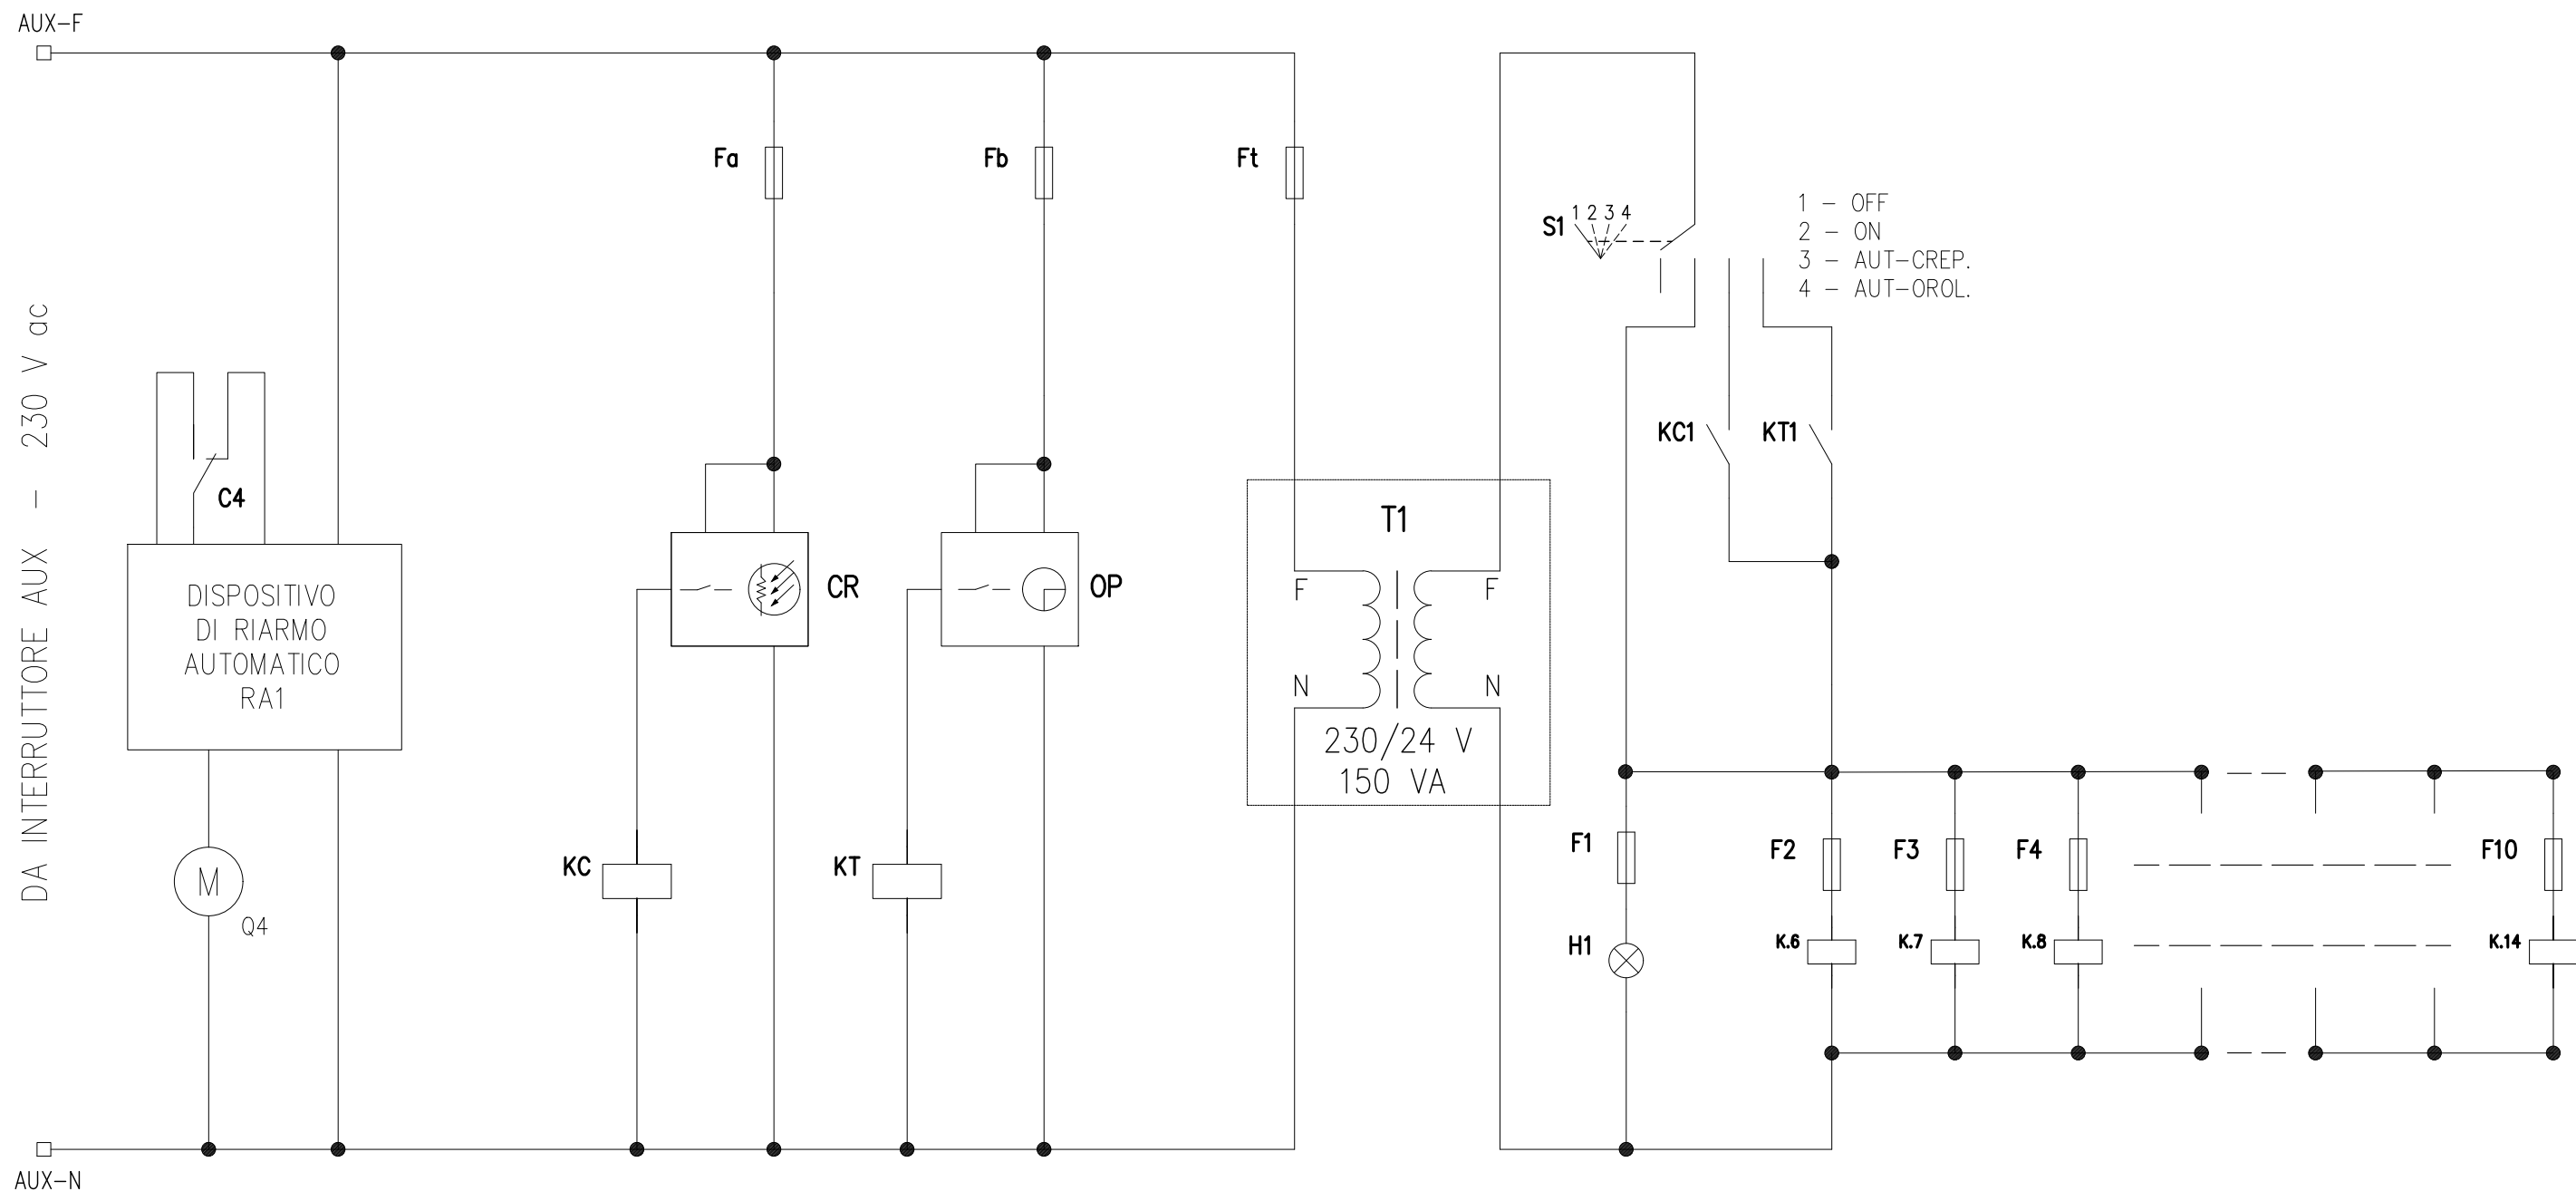 AUX-F
Fa
Fb
Ft
S1
1 2 3 4
1 - OFF
2 - ON
3 - AUT-CREP.
4 - AUT-OROL.
DA INTERRUTTORE AUX - 230 V ac
C4
KC1
KT1
T1
DISPOSITIVO
DI RIARMO
AUTOMATICO
RA1
CR
OP
F
F
N
N
230/24 V
150 VA
M
Q4
KC
KT
F1
F2
F3
F4
F10
H1
K.6
K.7
K.8
K.14
AUX-N